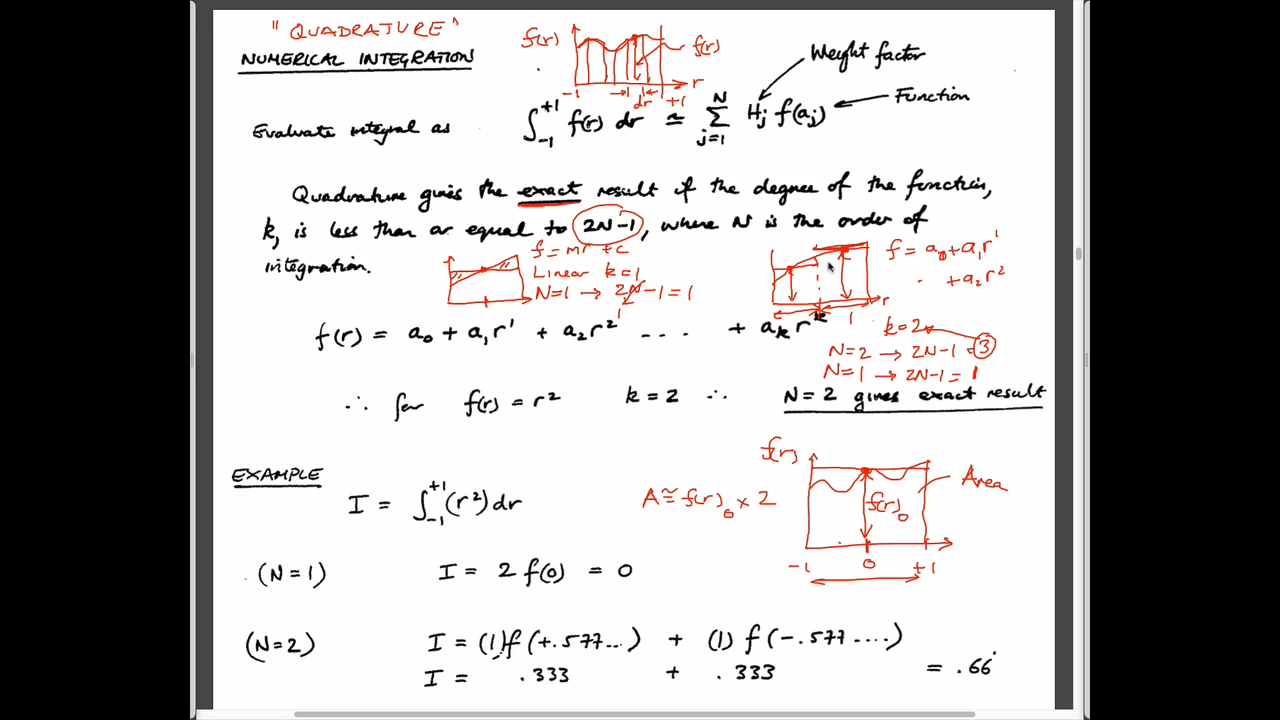 "QUADRATURE"
NUMERICAL INTEGRATION
f(r)
f(r)
r
-1
dr
+1
Weight factor
Function
Evaluate integral as ∫₋₁⁺¹ f(r) dr ≃ Σⱼ₌₁ᴺ Hⱼ f(aⱼ)
Quadrature gives the exact result if the degree of the function,
k, is less than or equal to 2N-1, where N is the order of
integration.
f = mr + c
Linear k=1
N=1 → 2N-1 = 1
1
f = a₀ + a₁r¹
+ a₂r²
r
1
k=2
N=2 → 2N-1 = 3
N=1 → 2N-1 = 1
f(r) = a₀ + a₁r¹ + a₂r² .... + aₖrᵏ
∴ for f(r) = r² k = 2 ∴ N = 2 gives exact result
EXAMPLE
I = ∫₋₁⁺¹ (r²) dr
A ≅ f(r)₀ × 2
f(r)
f(r)₀
Area
-1
0
+1
(N=1) I = 2 f(0) = 0
(N=2) I = (1)f(+.577...) + (1) f(-.577....)
I = .333 + .333 = .66̇